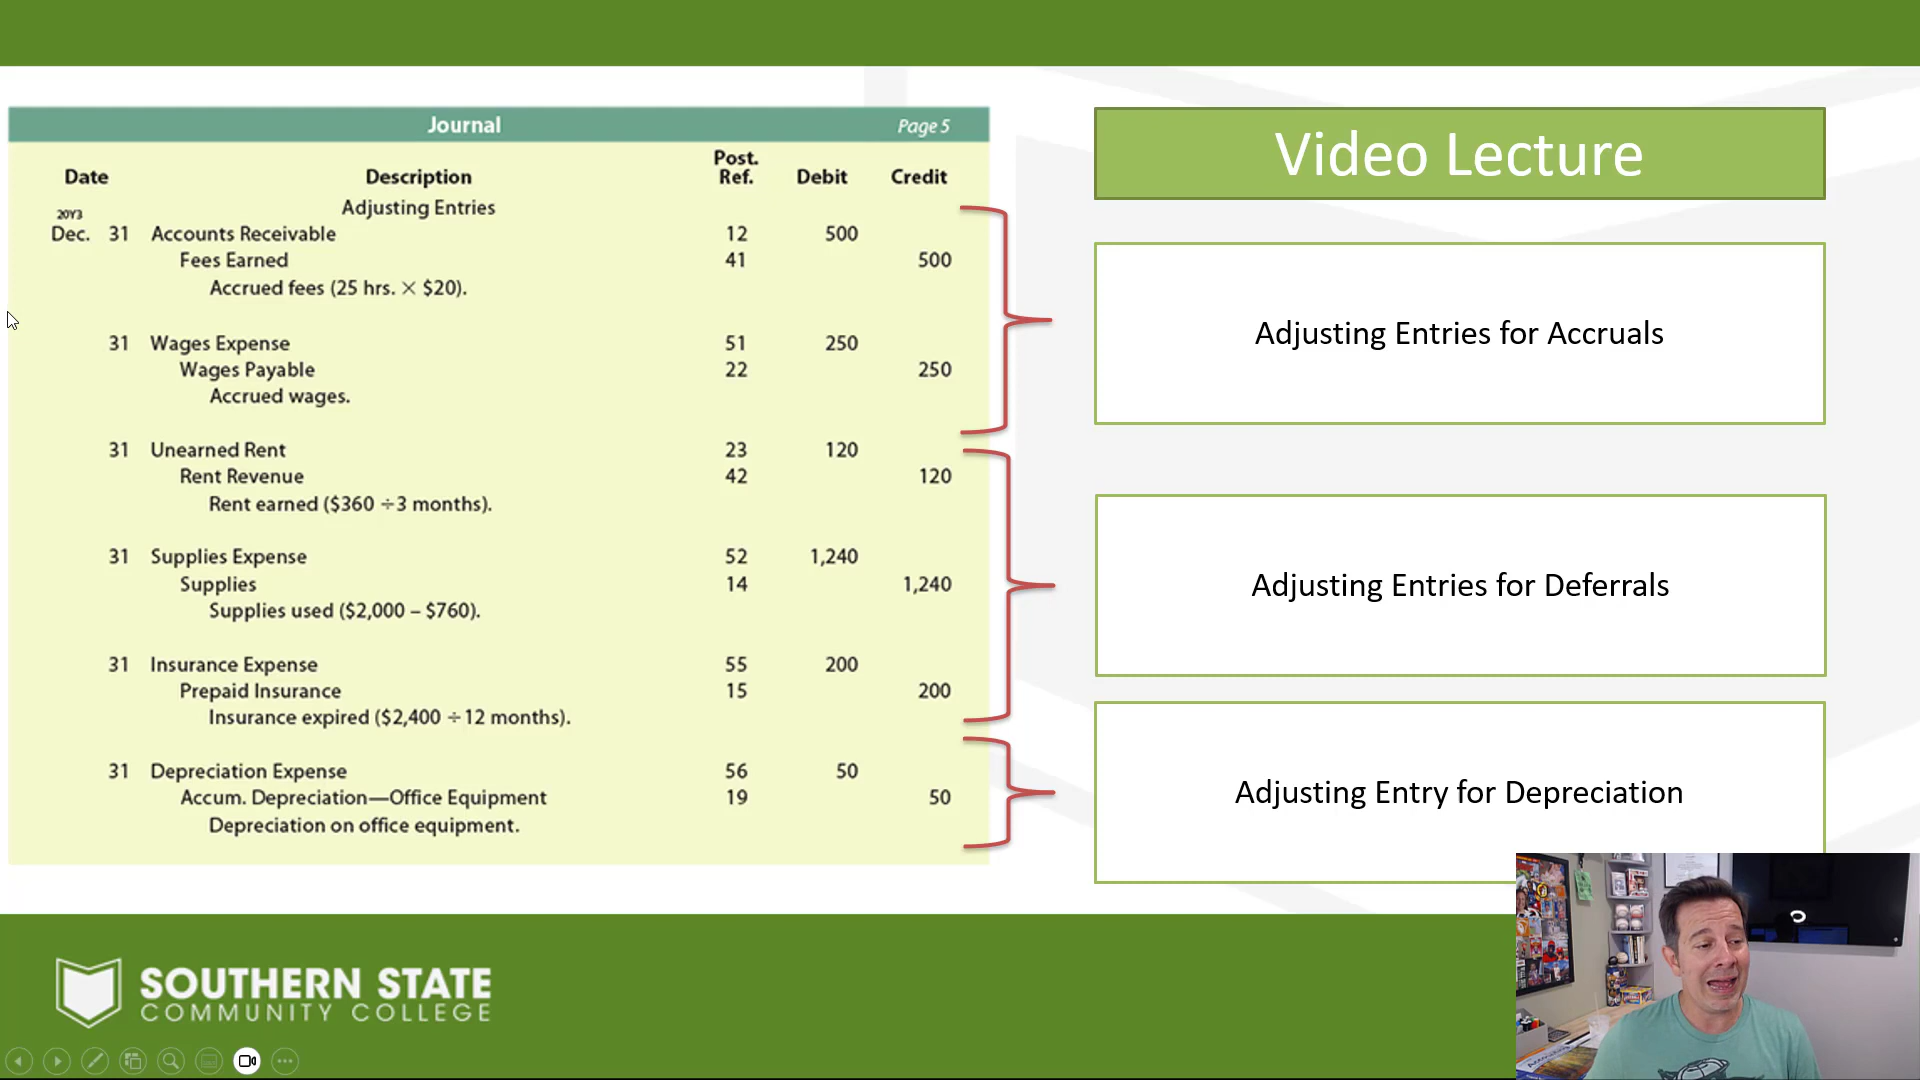 Journal Page 5
Date Description Post. Ref. Debit Credit
Adjusting Entries
20Y3
Dec. 31 Accounts Receivable 12 500
Fees Earned 41 500
Accrued fees (25 hrs. × $20).
31 Wages Expense 51 250
Wages Payable 22 250
Accrued wages.
31 Unearned Rent 23 120
Rent Revenue 42 120
Rent earned ($360 ÷ 3 months).
31 Supplies Expense 52 1,240
Supplies 14 1,240
Supplies used ($2,000 – $760).
31 Insurance Expense 55 200
Prepaid Insurance 15 200
Insurance expired ($2,400 ÷ 12 months).
31 Depreciation Expense 56 50
Accum. Depreciation—Office Equipment 19 50
Depreciation on office equipment.
Video Lecture
Adjusting Entries for Accruals
Adjusting Entries for Deferrals
Adjusting Entry for Depreciation
SOUTHERN STATE
COMMUNITY COLLEGE